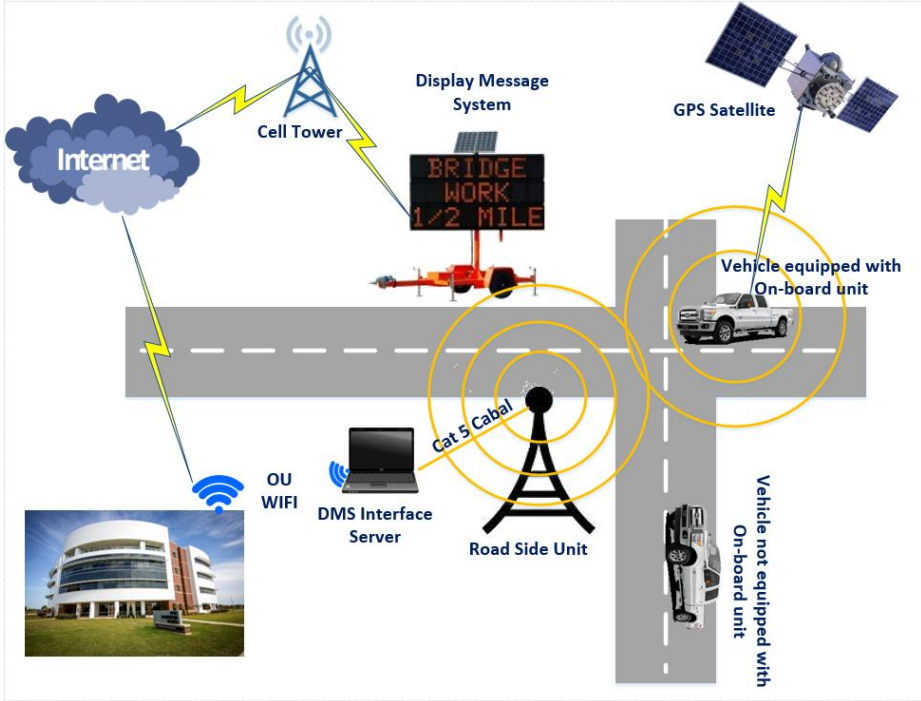 Display Message
System
GPS Satellite
Cell Tower
Internet
BRIDGE
WORK
1/2 MILE
Vehicle equipped with
On-board unit
Cat 5 Cabal
OU
WIFI
DMS Interface
Server
Road Side Unit
Vehicle not equipped with
On-board unit